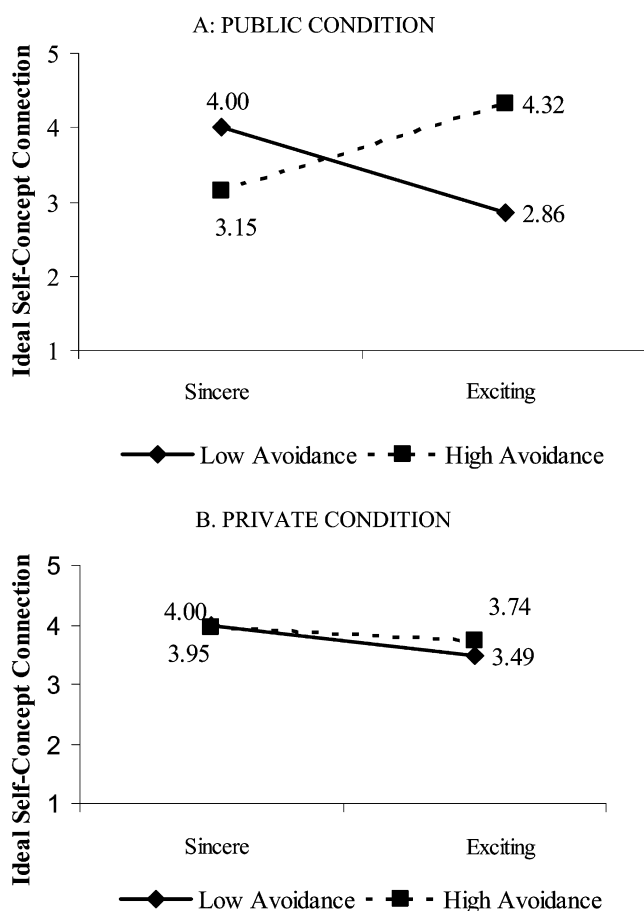 A: PUBLIC CONDITION
Ideal Self-Concept Connection
5
4
3
2
1
4.00
4.32
3.15
2.86
Sincere Exciting
Low Avoidance High Avoidance
B. PRIVATE CONDITION
Ideal Self-Concept Connection
5
4
3
2
1
4.00
3.74
3.95
3.49
Sincere Exciting
Low Avoidance High Avoidance